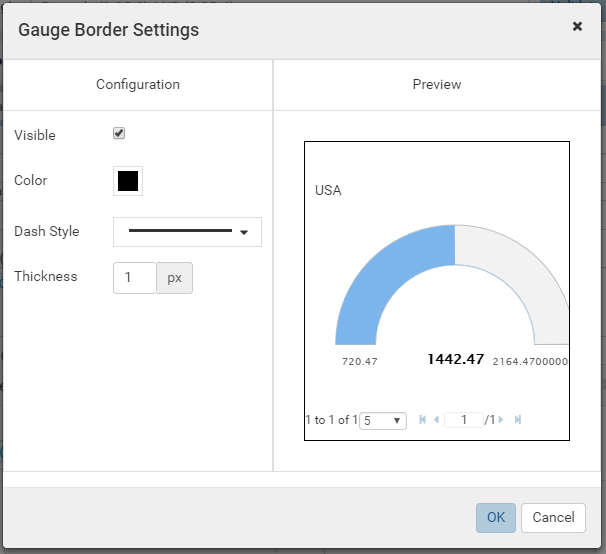 Gauge Border Settings
Configuration
Preview
Visible
Color
Dash Style
Thickness
1 px
USA
720.47 1442.47 2164.4700000
1 to 1 of 1 5 1 /1
OK Cancel